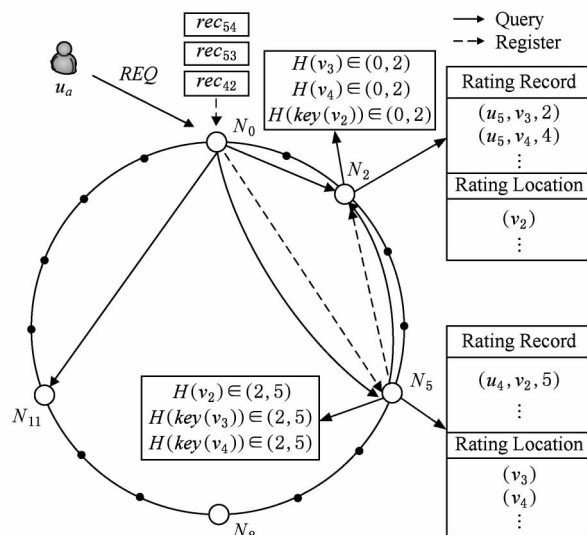 rec₅₄
rec₅₃
rec₄₂
Query
Register
REQ
uₐ
N₀
H(v₃)∈(0,2)
H(v₄)∈(0,2)
H(key(v₂))∈(0,2)
N₂
Rating Record
(u₅,v₃,2)
(u₅,v₄,4)
⋮
Rating Location
(v₂)
⋮
H(v₂)∈(2,5)
H(key(v₃))∈(2,5)
H(key(v₄))∈(2,5)
N₅
Rating Record
(u₄,v₂,5)
⋮
Rating Location
(v₃)
(v₄)
⋮
N₁₁